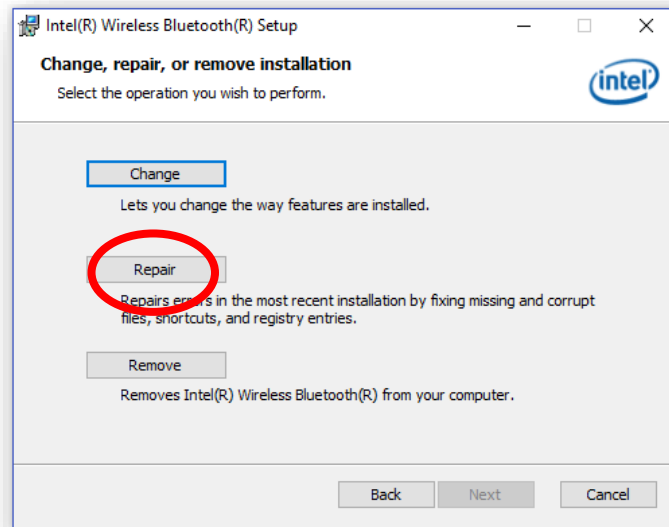 Intel(R) Wireless Bluetooth(R) Setup
Change, repair, or remove installation
Select the operation you wish to perform.
intel
Change
Lets you change the way features are installed.
Repair
Repairs errors in the most recent installation by fixing missing and corrupt
files, shortcuts, and registry entries.
Remove
Removes Intel(R) Wireless Bluetooth(R) from your computer.
Back Next Cancel